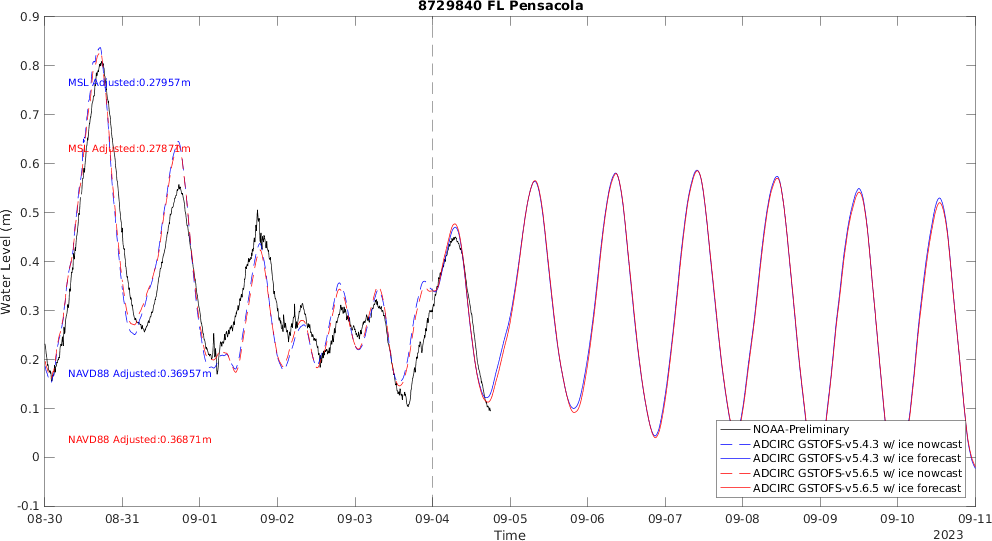 8729840 FL Pensacola
Water Level (m)
0.9
0.8
0.7
0.6
0.5
0.4
0.3
0.2
0.1
0
-0.1
MSL Adjusted:0.27957m
MSL Adjusted:0.27871m
NAVD88 Adjusted:0.36957m
NAVD88 Adjusted:0.36871m
NOAA-Preliminary
ADCIRC GSTOFS-v5.4.3 w/ ice nowcast
ADCIRC GSTOFS-v5.4.3 w/ ice forecast
ADCIRC GSTOFS-v5.6.5 w/ ice nowcast
ADCIRC GSTOFS-v5.6.5 w/ ice forecast
08-30 08-31 09-01 09-02 09-03 09-04 09-05 09-06 09-07 09-08 09-09 09-10 09-11
Time
2023